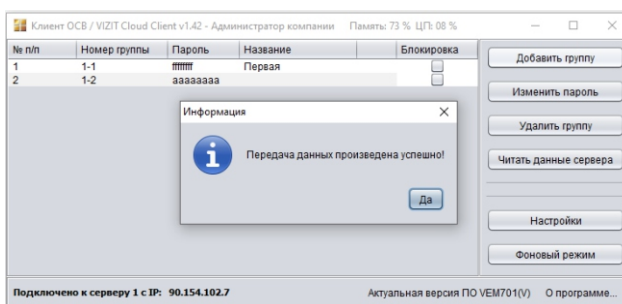 Клиент ОСВ / VIZIT Cloud Client v1.42 - Администратор компании Память: 73 % ЦП: 08 %
№ п/п Номер группы Пароль Название Блокировка
1 1-1 ffffffff Первая
2 1-2 aaaaaaaa
Добавить группу
Изменить пароль
Удалить группу
Читать данные сервера
Настройки
Фоновый режим
Информация
Передача данных произведена успешно!
Да
Подключено к серверу 1 с IP: 90.154.102.7 Актуальная версия ПО VEM701(V) О программе...